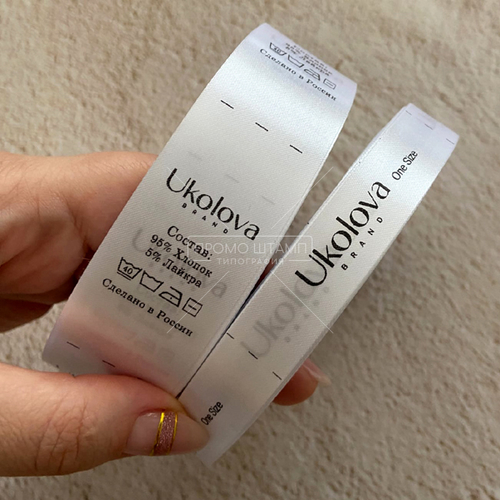 Сделано в России
Ukolova
BRAND
Состав:
95% Хлопок
5% Лайкра
40
Сделано в России
Ukolova
BRAND
One Size
One Size
ПРОМО ШТАМП
ТИПОГРАФИЯ